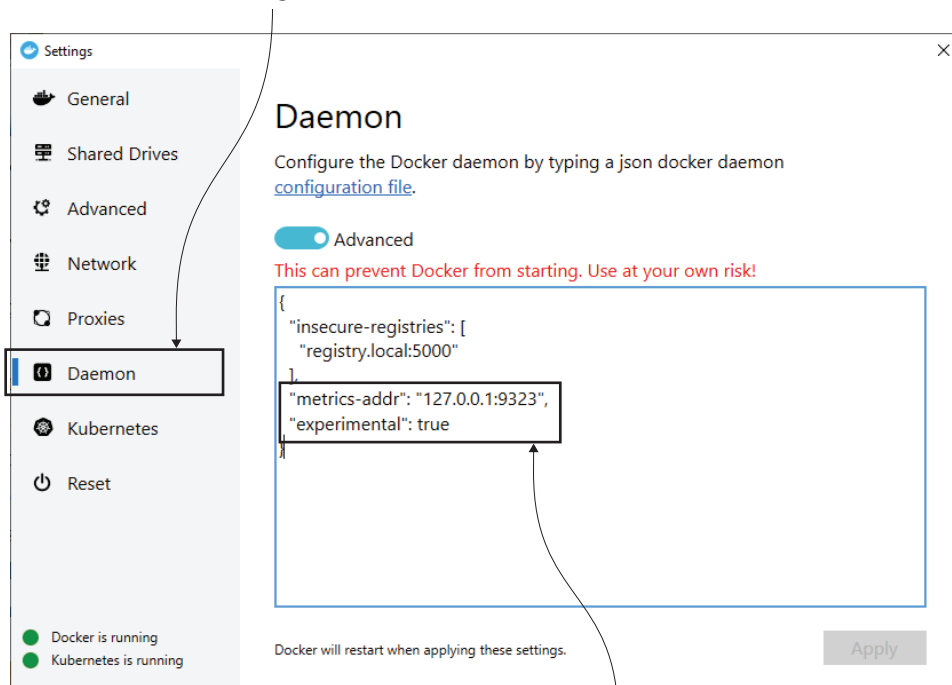 Settings
General
Shared Drives
Advanced
Network
Proxies
Daemon
Kubernetes
Reset
Docker is running
Kubernetes is running
Daemon
Configure the Docker daemon by typing a json docker daemon
configuration file.
Advanced
This can prevent Docker from starting. Use at your own risk!
{
"insecure-registries": [
"registry.local:5000"
],
"metrics-addr": "127.0.0.1:9323",
"experimental": true
}
Docker will restart when applying these settings.
Apply